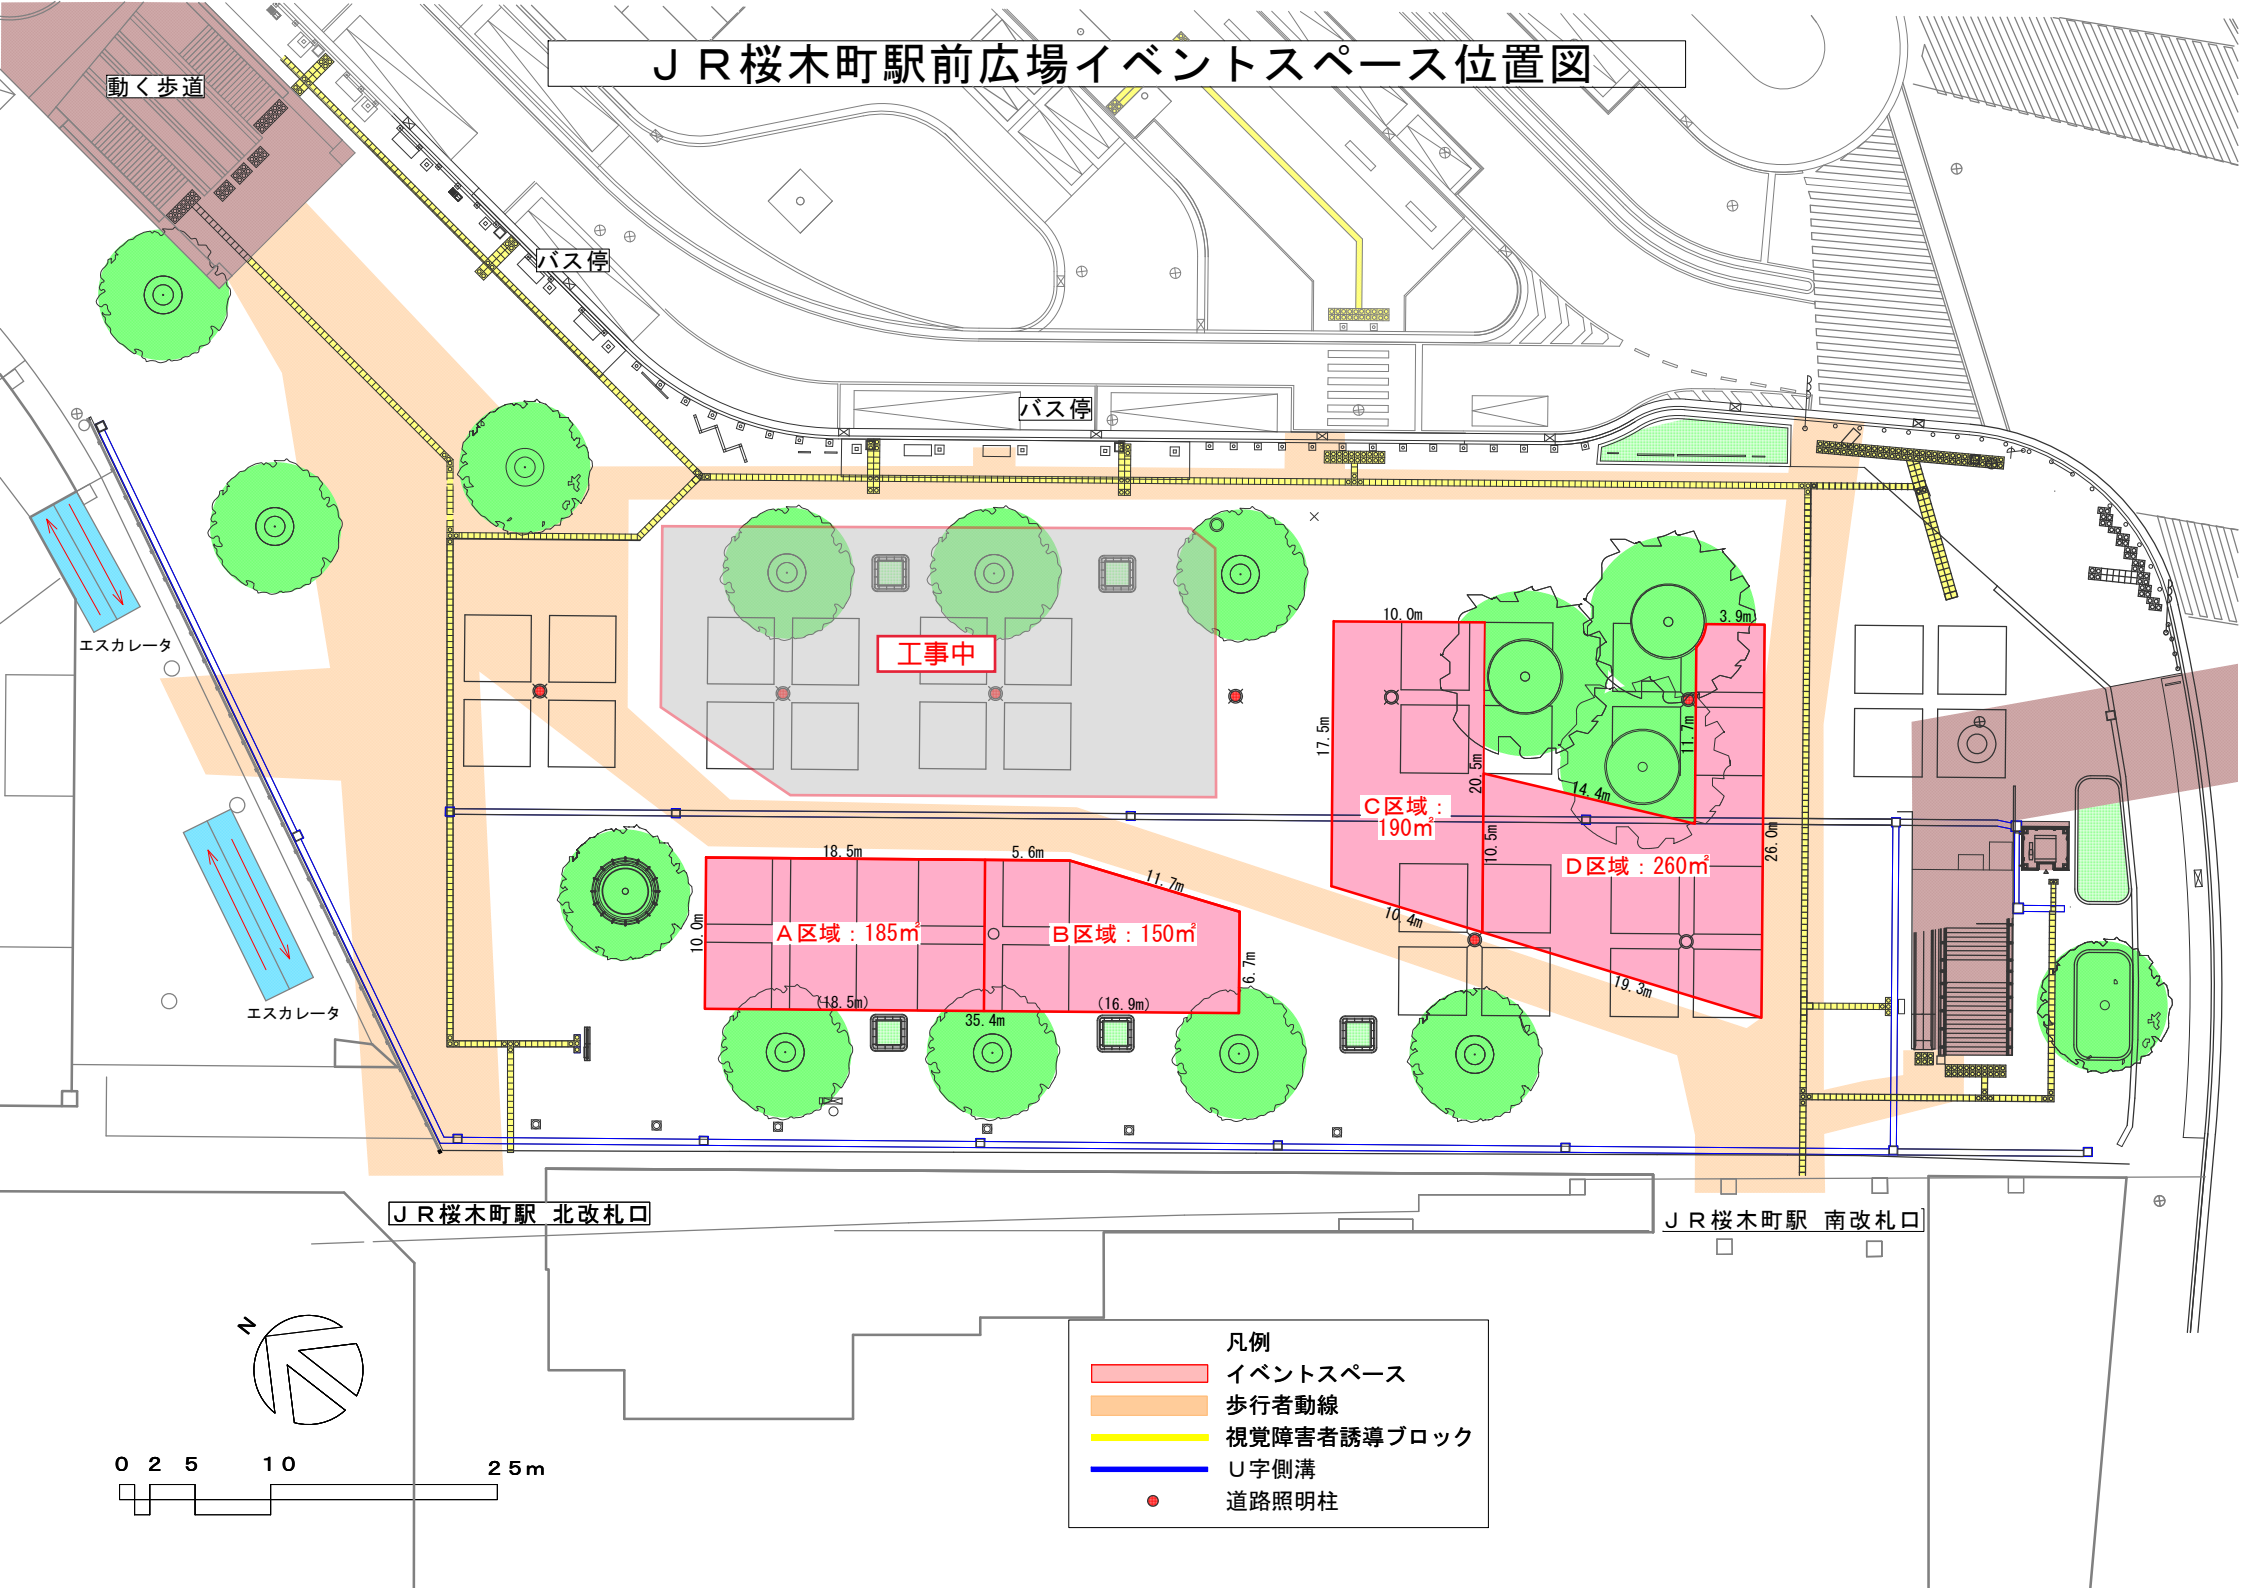 ＪＲ桜木町駅前広場イベントスペース位置図
動く歩道
バス停
バス停
エスカレータ
エスカレータ
工事中
10.0m
3.9m
17.5m
20.5m
11.7m
14.4m
C区域：
190㎡
10.5m
26.0m
D区域：260㎡
10.4m
19.3m
18.5m
5.6m
11.7m
10.0m
A区域：185㎡
B区域：150㎡
6.7m
(18.5m)
(16.9m)
35.4m
ＪＲ桜木町駅 北改札口
ＪＲ桜木町駅 南改札口
N
0 2 5 10 25m
凡例
イベントスペース
歩行者動線
視覚障害者誘導ブロック
Ｕ字側溝
道路照明柱